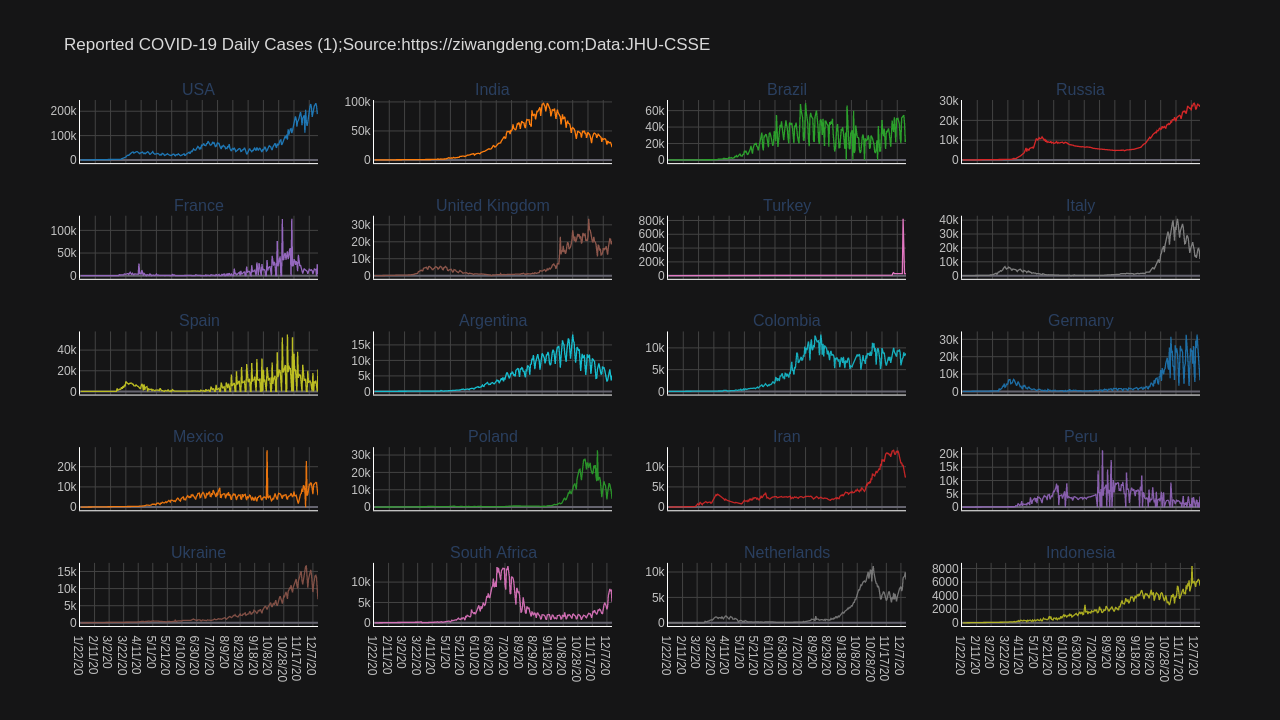 Reported COVID-19 Daily Cases (1);Source:https://ziwangdeng.com;Data:JHU-CSSE
USA
200k
100k
0
India
100k
50k
0
Brazil
60k
40k
20k
0
Russia
30k
20k
10k
0
France
100k
50k
0
United Kingdom
30k
20k
10k
0
Turkey
800k
600k
400k
200k
0
Italy
40k
30k
20k
10k
0
Spain
40k
20k
0
Argentina
15k
10k
5k
0
Colombia
10k
5k
0
Germany
30k
20k
10k
0
Mexico
20k
10k
0
Poland
30k
20k
10k
0
Iran
10k
5k
0
Peru
20k
15k
10k
5k
0
Ukraine
15k
10k
5k
0
South Africa
10k
5k
0
Netherlands
10k
5k
0
Indonesia
8000
6000
4000
2000
0
1/22/20
2/11/20
3/2/20
3/22/20
4/11/20
5/1/20
5/21/20
6/10/20
6/30/20
7/20/20
8/9/20
8/29/20
9/18/20
10/8/20
10/28/20
11/17/20
12/7/20
1/22/20
2/11/20
3/2/20
3/22/20
4/11/20
5/1/20
5/21/20
6/10/20
6/30/20
7/20/20
8/9/20
8/29/20
9/18/20
10/8/20
10/28/20
11/17/20
12/7/20
1/22/20
2/11/20
3/2/20
3/22/20
4/11/20
5/1/20
5/21/20
6/10/20
6/30/20
7/20/20
8/9/20
8/29/20
9/18/20
10/8/20
10/28/20
11/17/20
12/7/20
1/22/20
2/11/20
3/2/20
3/22/20
4/11/20
5/1/20
5/21/20
6/10/20
6/30/20
7/20/20
8/9/20
8/29/20
9/18/20
10/8/20
10/28/20
11/17/20
12/7/20